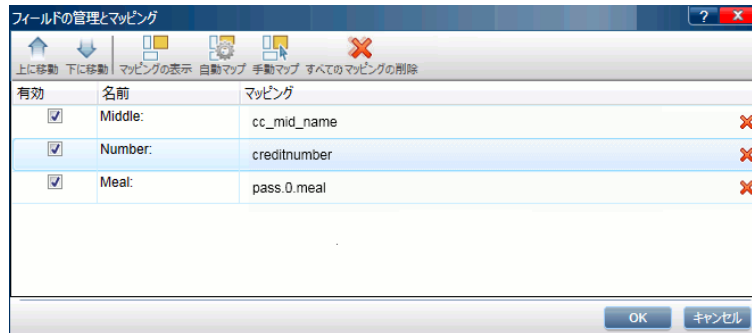 フィールドの管理とマッピング ? X
上に移動 下に移動 マッピングの表示 自動マップ 手動マップ すべてのマッピングの削除
有効 名前 マッピング
Middle: cc_mid_name
Number: creditnumber
Meal: pass.0.meal
OK キャンセル